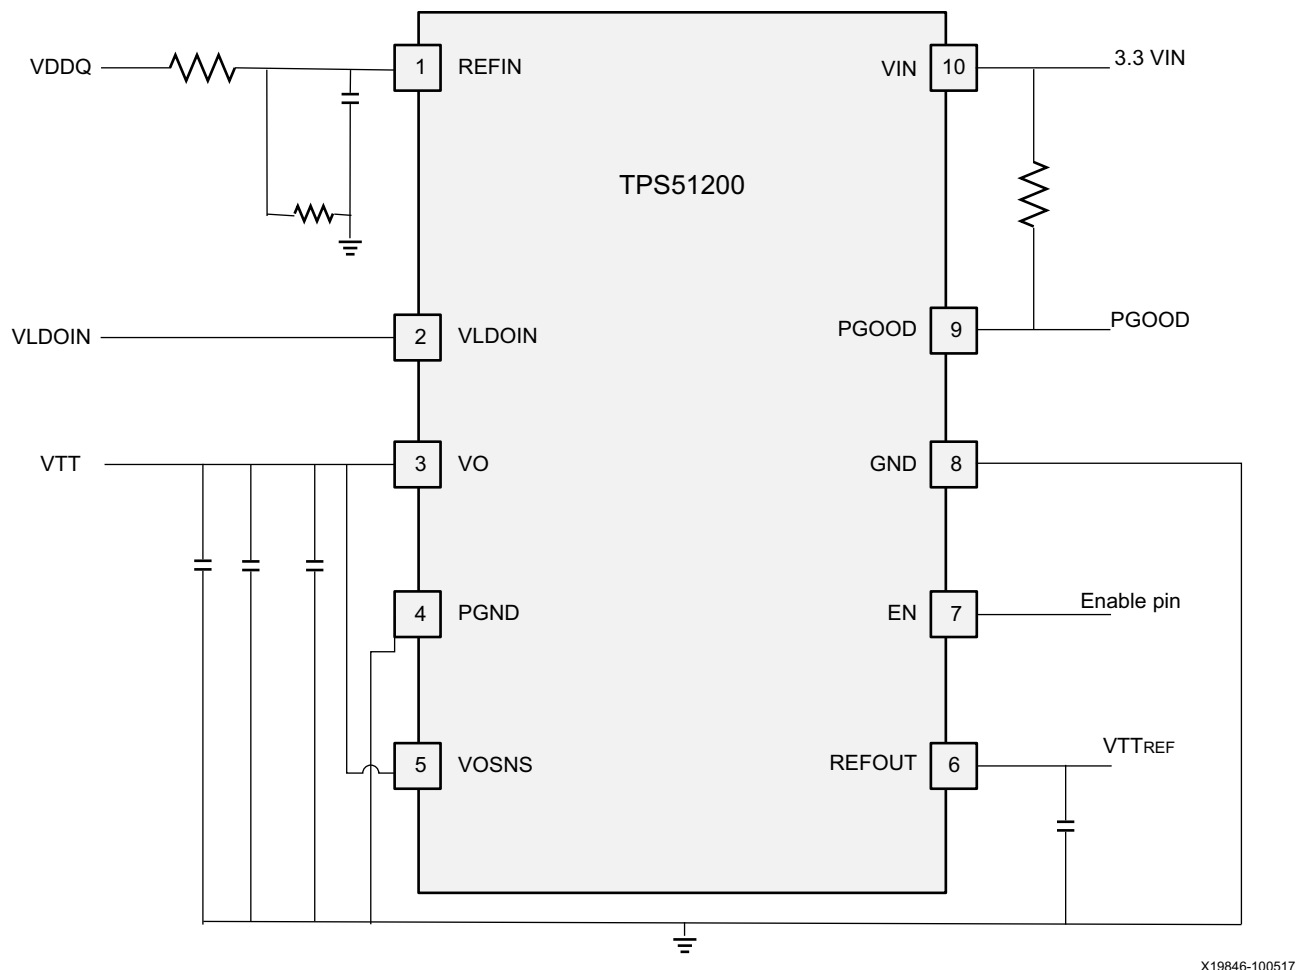 VDDQ
1
REFIN
VIN
10
3.3 VIN
TPS51200
VLDOIN
2
VLDOIN
PGOOD
9
PGOOD
VTT
3
VO
GND
8
4
PGND
EN
7
Enable pin
5
VOSNS
REFOUT
6
VTTREF
X19846-100517